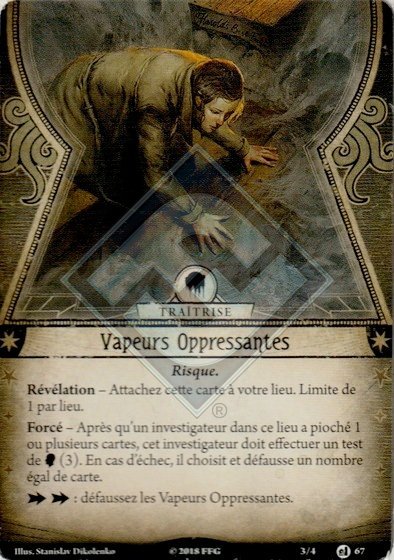 TRAÎTRISE
Vapeurs Oppressantes
Risque.
Révélation – Attachez cette carte à votre lieu. Limite de
1 par lieu.
Forcé – Après qu'un investigateur dans ce lieu a pioché 1
ou plusieurs cartes, cet investigateur doit effectuer un test
de (3). En cas d'échec, il choisit et défausse un nombre
égal de carte.
: défaussez les Vapeurs Oppressantes.
Illus. Stanislav Dikolenko © 2018 FFG 3/4 67
®